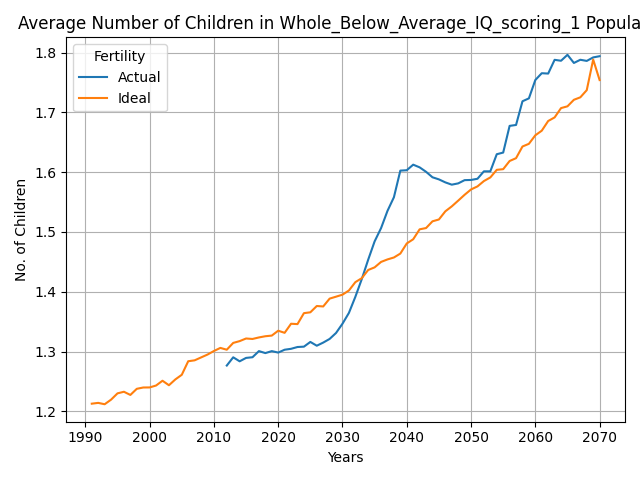 Average Number of Children in Whole_Below_Average_IQ_scoring_1 Popula
Fertility
Actual
Ideal
No. of Children
1.8
1.7
1.6
1.5
1.4
1.3
1.2
1990 2000 2010 2020 2030 2040 2050 2060 2070
Years